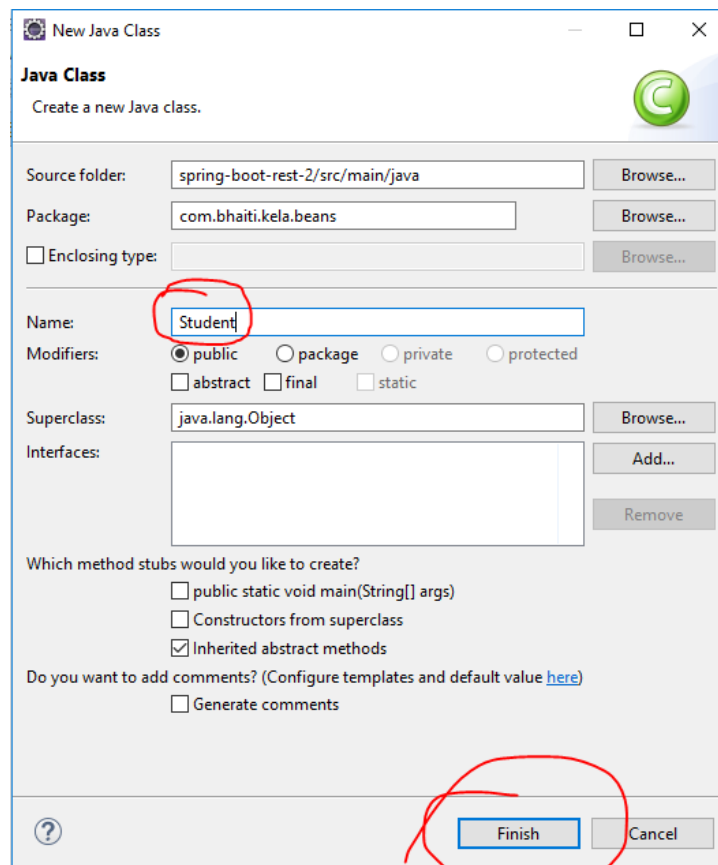 New Java Class
Java Class
Create a new Java class.
Source folder: spring-boot-rest-2/src/main/java Browse...
Package: com.bhaiti.kela.beans Browse...
Enclosing type: Browse...
Name: Student
Modifiers: public package private protected
abstract final static
Superclass: java.lang.Object Browse...
Interfaces: Add...
Remove
Which method stubs would you like to create?
public static void main(String[] args)
Constructors from superclass
Inherited abstract methods
Do you want to add comments? (Configure templates and default value here)
Generate comments
? Finish Cancel